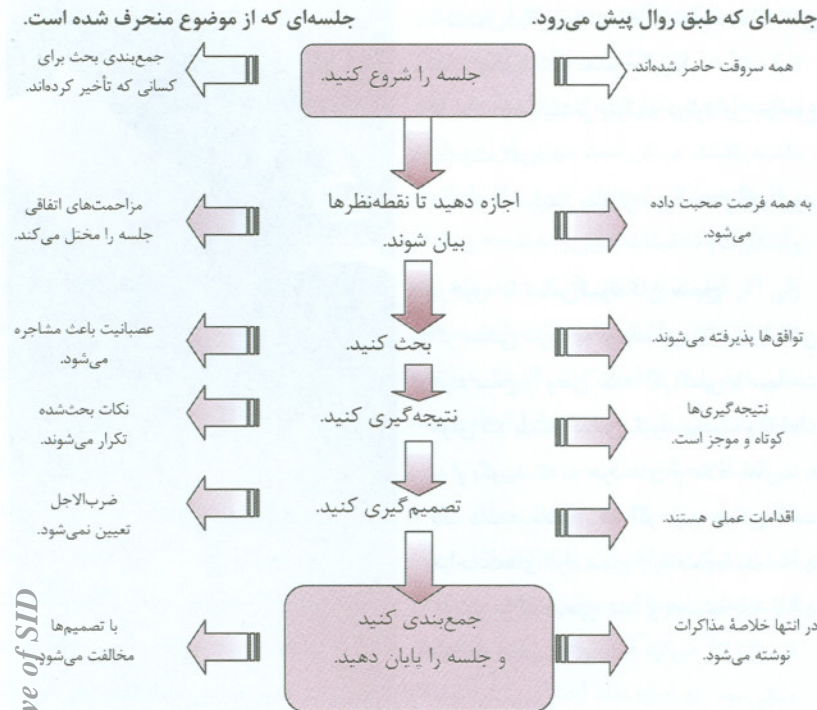 جلسه‌ای که طبق روال پیش می‌رود.
جلسه‌ای که از موضوع منحرف شده است.
همه سروقت حاضر شده‌اند.
جلسه را شروع کنید.
جمع‌بندی بحث برای
کسانی که تأخیر کرده‌اند.
به همه فرصت صحبت داده
می‌شود.
اجازه دهید تا نقطه‌نظرها
بیان شوند.
مزاحمت‌های اتفاقی
جلسه را مختل می‌کند.
توافق‌ها پذیرفته می‌شوند.
بحث کنید.
عصبانیت باعث مشاجره
می‌شود.
نتیجه‌گیری‌ها
کوتاه و موجز است.
نتیجه‌گیری کنید.
نکات بحث‌شده
تکرار می‌شوند.
اقدامات عملی هستند.
تصمیم‌گیری کنید.
ضرب‌الاجل
تعیین نمی‌شود.
در انتها خلاصهٔ مذاکرات
نوشته می‌شود.
جمع‌بندی کنید
و جلسه را پایان دهید.
با تصمیم‌ها
مخالفت می‌شود.
ve of SID